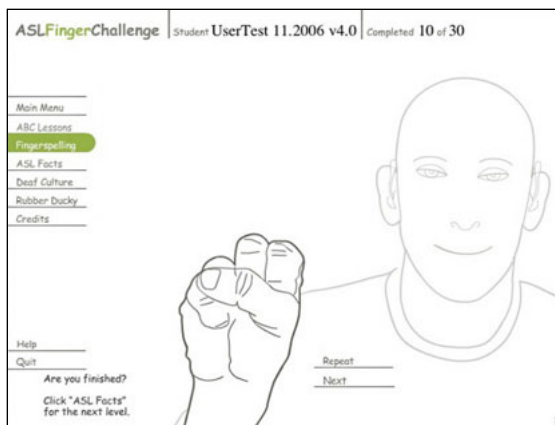 ASLFingerChallenge Student UserTest 11.2006 v4.0 Completed 10 of 30
Main Menu
ABC Lessons
Fingerspelling
ASL Facts
Deaf Culture
Rubber Ducky
Credits
Help
Quit
Are you finished?
Click "ASL Facts"
for the next level.
Repeat
Next